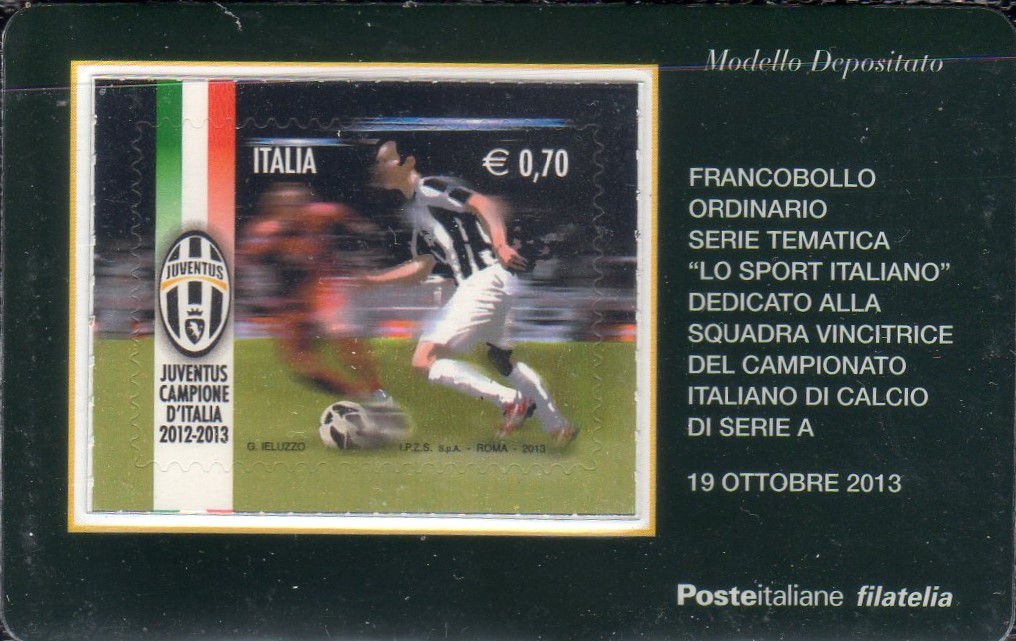 Modello Depositato
ITALIA
€ 0,70
JUVENTUS
JUVENTUS
CAMPIONE
D'ITALIA
2012-2013
G. IELUZZO
I.P.Z.S. S.p.A. - ROMA - 2013
FRANCOBOLLO
ORDINARIO
SERIE TEMATICA
“LO SPORT ITALIANO”
DEDICATO ALLA
SQUADRA VINCITRICE
DEL CAMPIONATO
ITALIANO DI CALCIO
DI SERIE A
19 OTTOBRE 2013
Posteitaliane filatelia